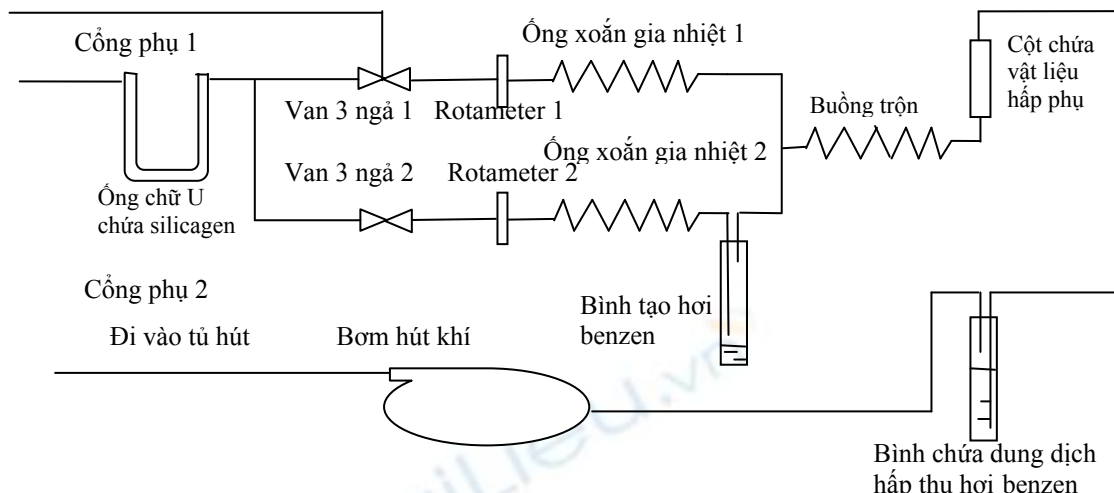 Cổng phụ 1
Ống xoắn gia nhiệt 1
Cột chứa
vật liệu
hấp phụ
Buồng trộn
Van 3 ngả 1
Rotameter 1
Ống xoắn gia nhiệt 2
Van 3 ngả 2
Rotameter 2
Ống chữ U
chứa silicagen
Cổng phụ 2
Bình tạo hơi
benzen
Đi vào tủ hút
Bơm hút khí
Bình chứa dung dịch
hấp thụ hơi benzen